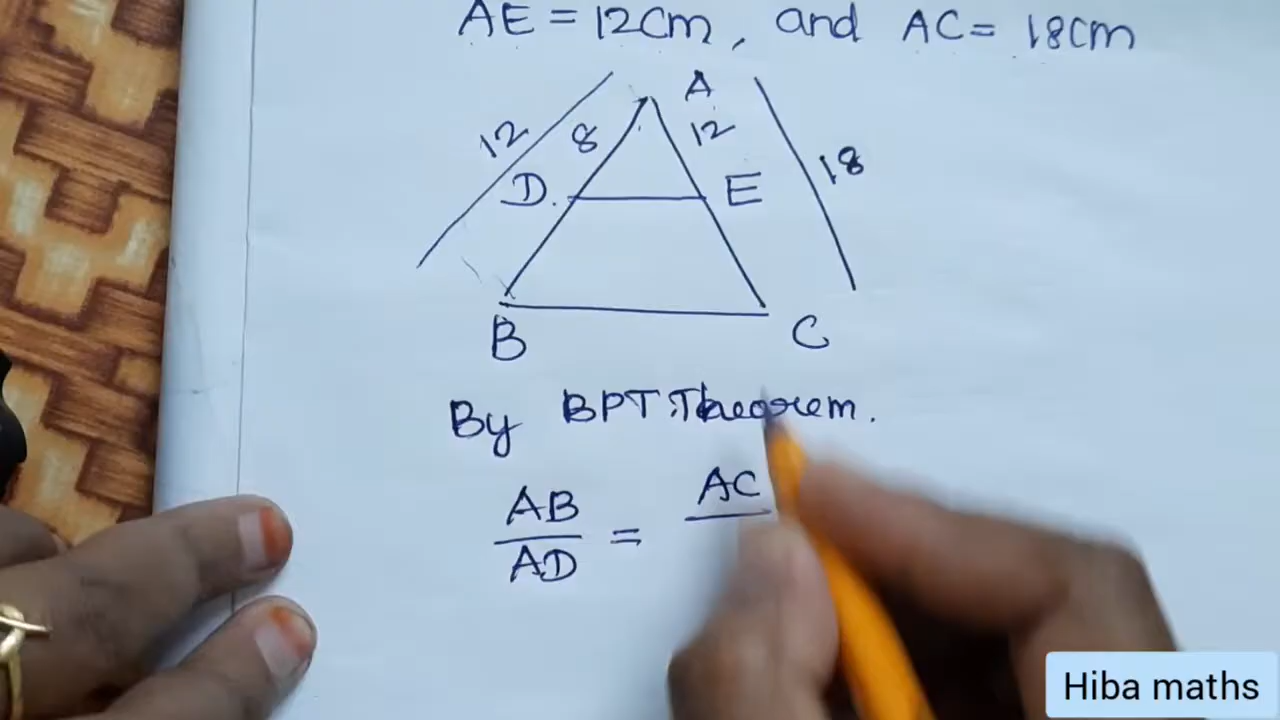 AE = 12cm, and AC = 18cm
A
12 8 12 18
D. E
B C
By BPT Theorem.
AB/AD = AC
Hiba maths